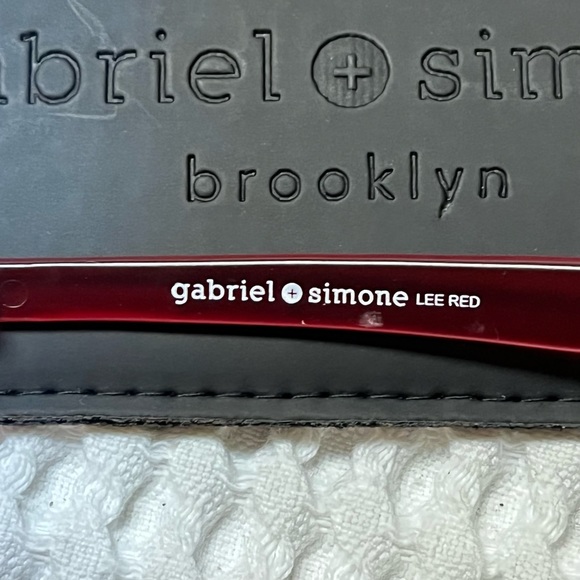 abriel + sim
brooklyn
gabriel + simone LEE RED